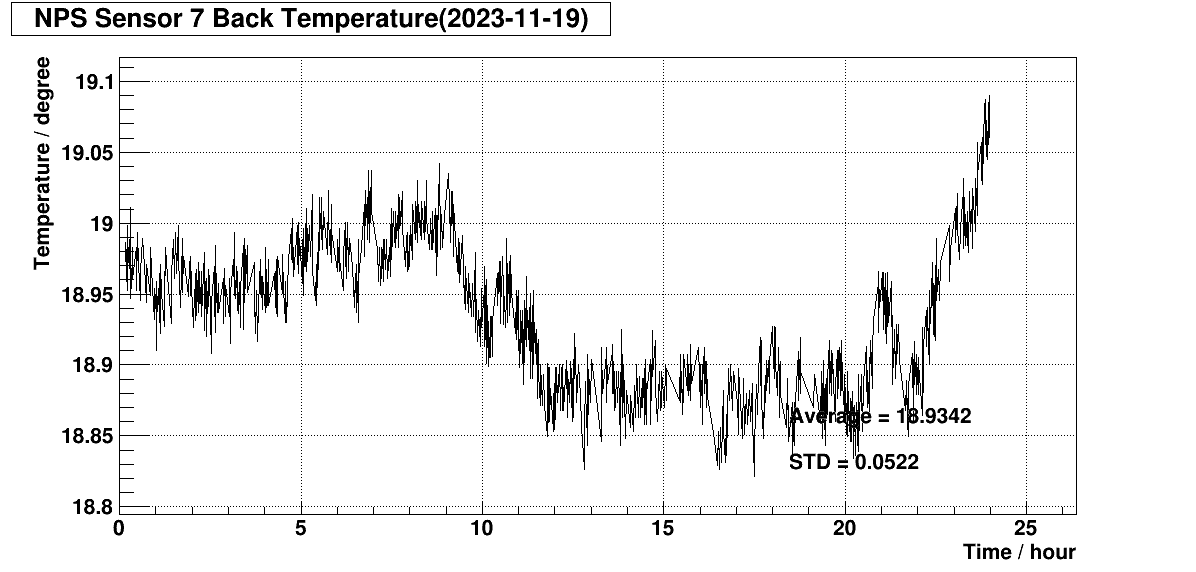 NPS Sensor 7 Back Temperature(2023-11-19)
Temperature / degree
19.1
19.05
19
18.95
18.9
18.85
18.8
Average = 18.9342
STD = 0.0522
0 5 10 15 20 25
Time / hour